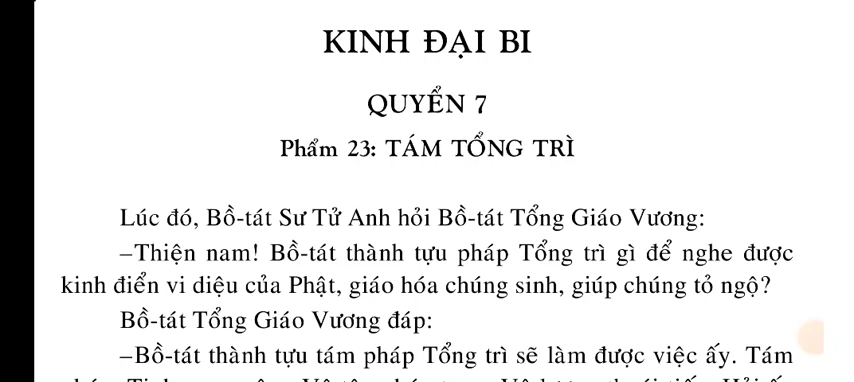 KINH ĐẠI BI
QUYỂN 7
Phẩm 23: TÁM TỔNG TRÌ
Lúc đó, Bồ-tát Sư Tử Anh hỏi Bồ-tát Tổng Giáo Vương:
–Thiện nam! Bồ-tát thành tựu pháp Tổng trì gì để nghe được
kinh điển vi diệu của Phật, giáo hóa chúng sinh, giúp chúng tỏ ngộ?
Bồ-tát Tổng Giáo Vương đáp:
–Bồ-tát thành tựu tám pháp Tổng trì sẽ làm được việc ấy. Tám